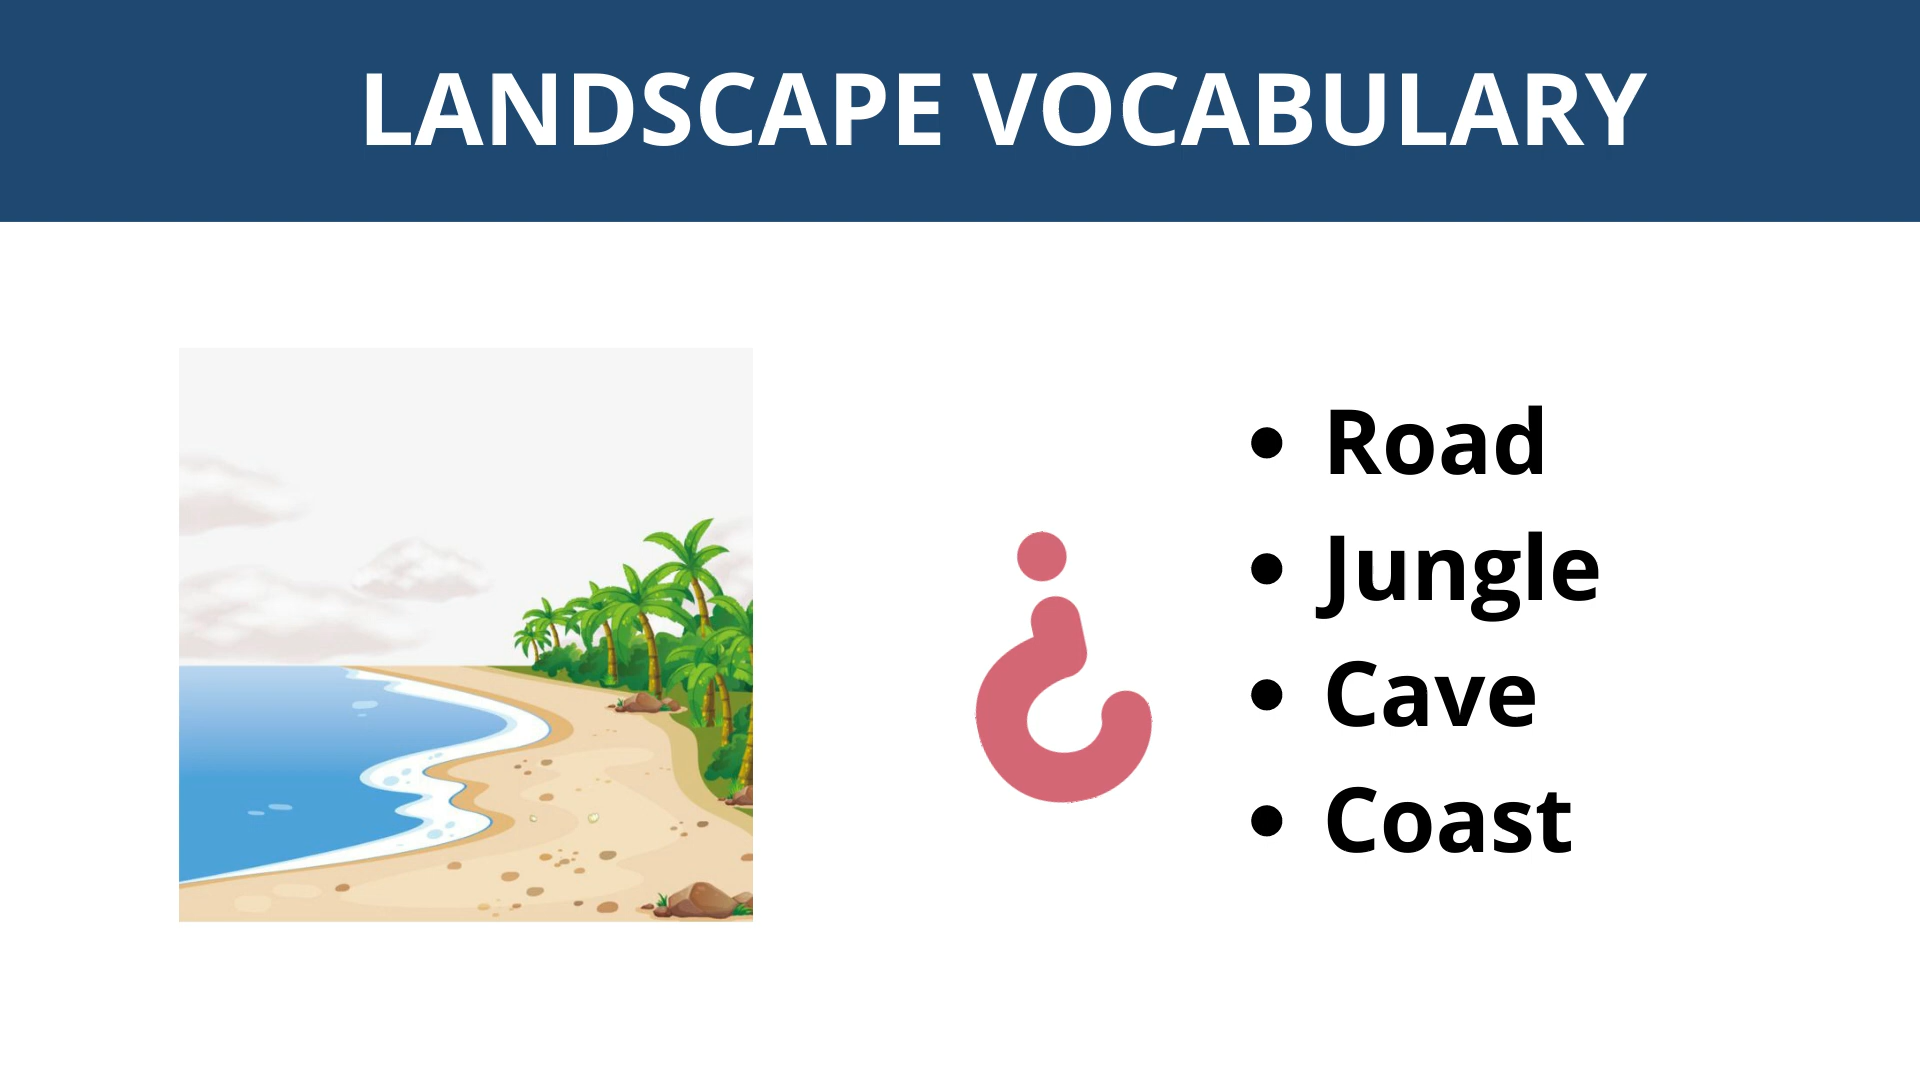 LANDSCAPE VOCABULARY
¿
• Road
• Jungle
• Cave
• Coast